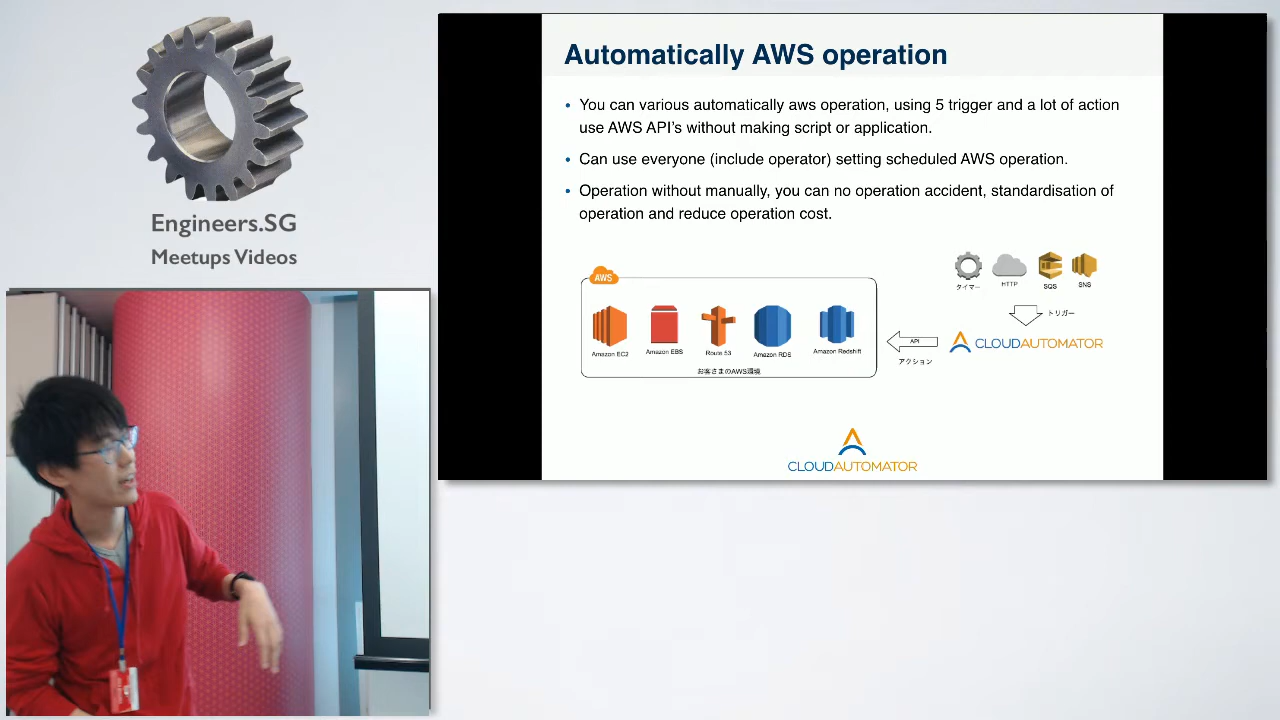 Engineers.SG
Meetups Videos
Automatically AWS operation
• You can various automatically aws operation, using 5 trigger and a lot of action
use AWS API's without making script or application.
• Can use everyone (include operator) setting scheduled AWS operation.
• Operation without manually, you can no operation accident, standardisation of
operation and reduce operation cost.
AWS
Amazon EC2
Amazon EBS
Route 53
Amazon RDS
Amazon Redshift
お客さまのAWS環境
タイマー
HTTP
SQS
SNS
トリガー
API
アクション
CLOUDAUTOMATOR
CLOUDAUTOMATOR